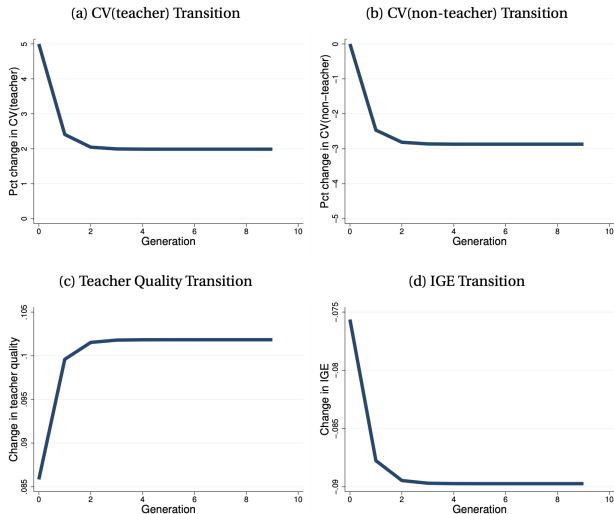 (a) CV(teacher) Transition
(b) CV(non-teacher) Transition
Pct change in CV(teacher)
5
4
3
2
1
0
0 2 4 6 8 10
Generation
Pct change in CV(non−teacher)
0
−1
−2
−3
−4
−5
0 2 4 6 8 10
Generation
(c) Teacher Quality Transition
(d) IGE Transition
Change in teacher quality
.105
.1
.095
.09
.085
0 2 4 6 8 10
Generation
Change in IGE
−.075
−.08
−.085
−.09
0 2 4 6 8 10
Generation